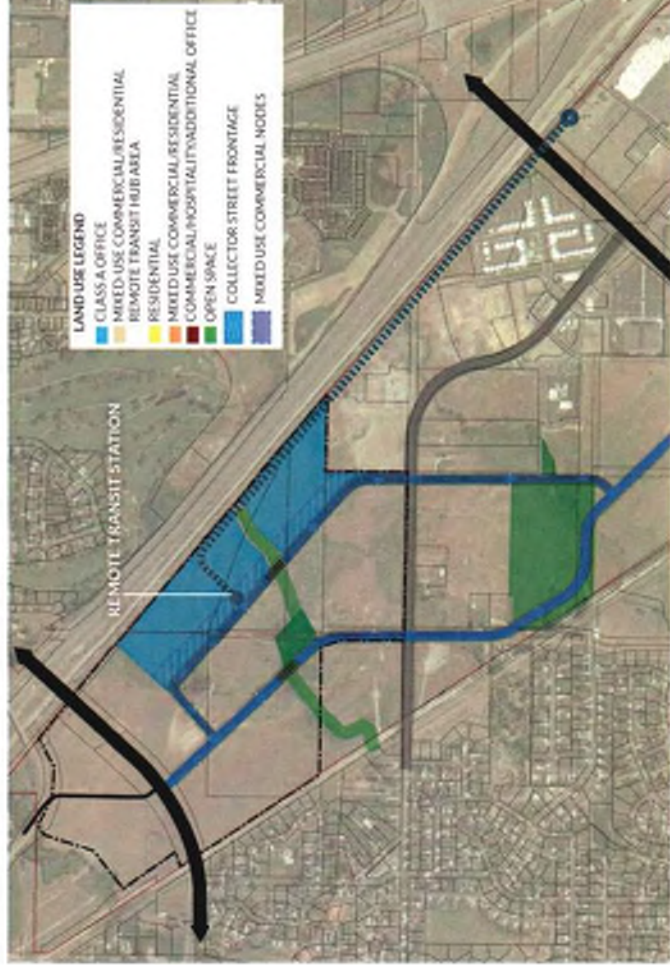 LAND USE LEGEND
CLASS A OFFICE
MIXED-USE COMMERCIAL/RESIDENTIAL
REMOTE TRANSIT HUB AREA
RESIDENTIAL
MIXED USE COMMERCIAL/RESIDENTIAL
COMMERCIAL/HOSPITALITY/ADDITIONAL OFFICE
OPEN SPACE
COLLECTOR STREET FRONTAGE
MIXED USE COMMERCIAL NODES
REMOTE TRANSIT STATION